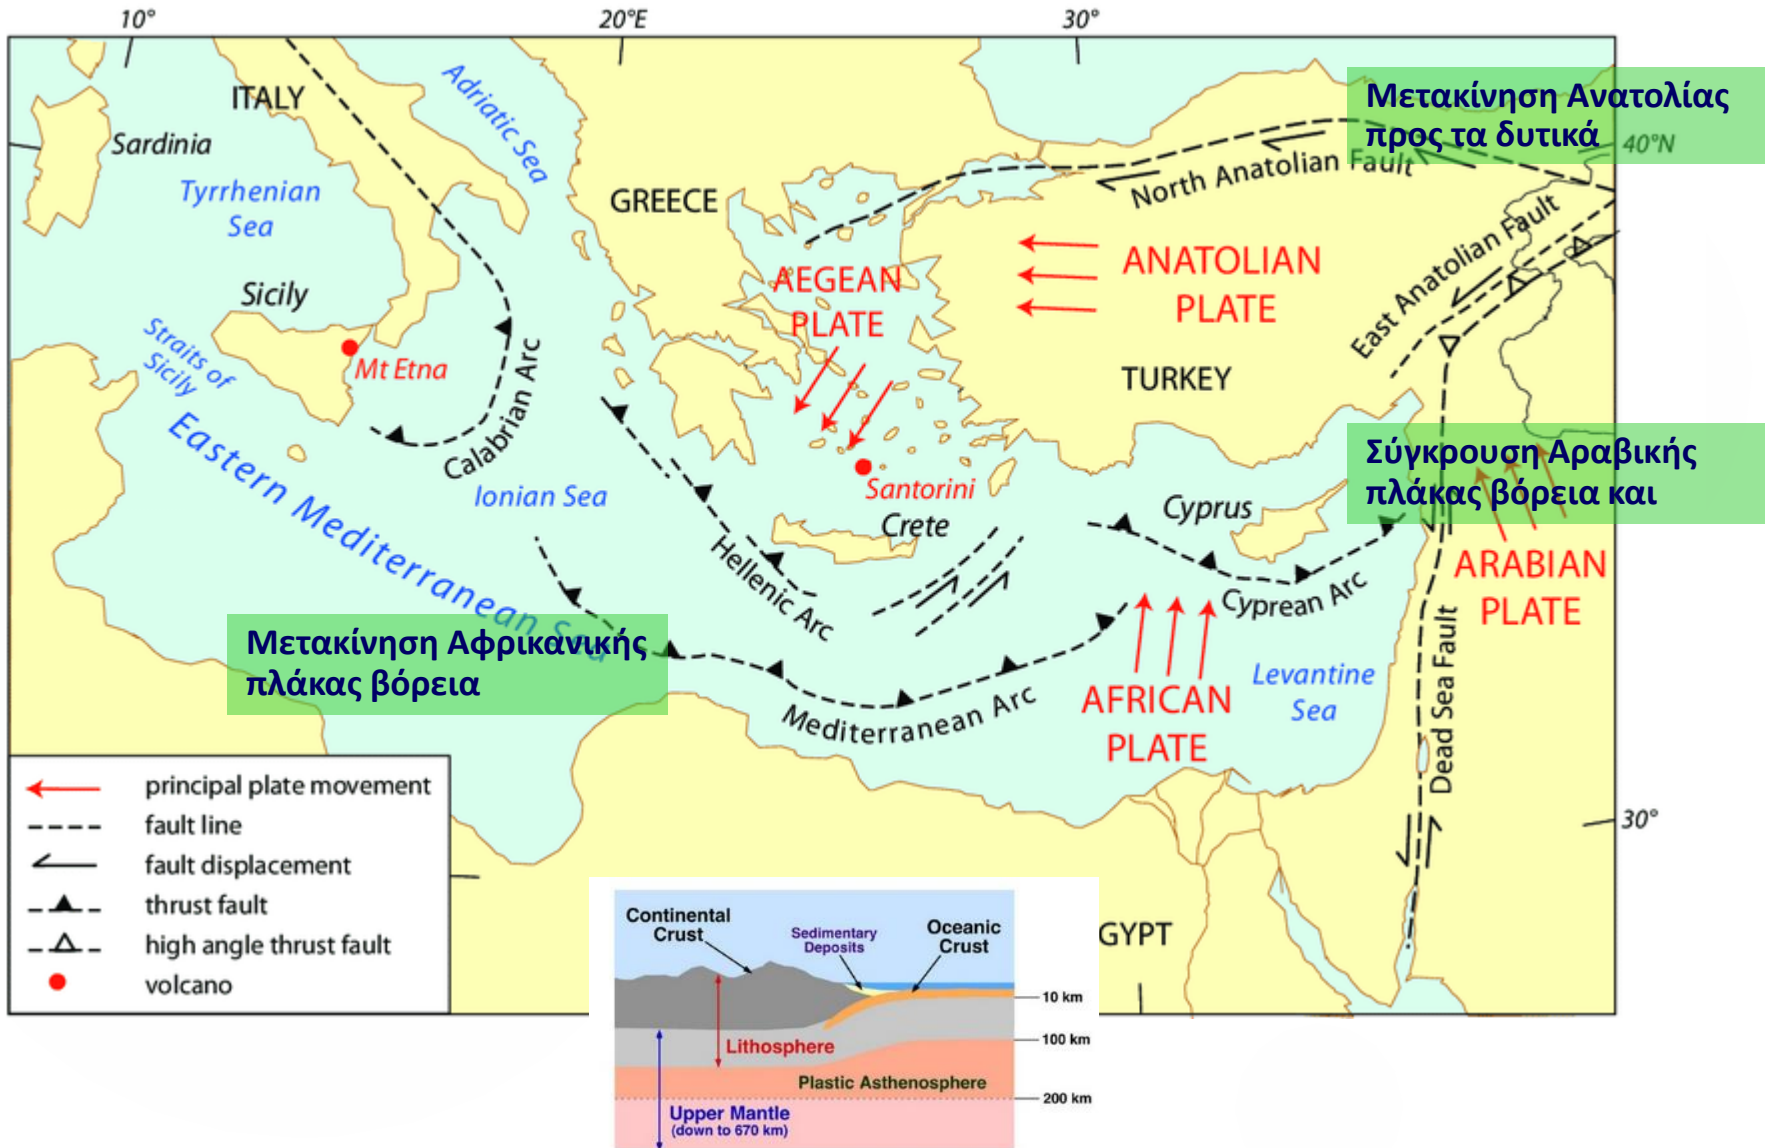 10°
20°E
30°
ITALY
Adriatic Sea
Sardinia
Tyrrhenian
Sea
GREECE
Μετακίνηση Ανατολίας
προς τα δυτικά
40°N
North Anatolian Fault
East Anatolian Fault
AEGEAN
PLATE
ANATOLIAN
PLATE
Sicily
Straits of
Sicily
Mt Etna
Calabrian Arc
TURKEY
Eastern Mediterranean Sea
Ionian Sea
Santorini
Crete
Cyprus
Σύγκρουση Αραβικής
πλάκας βόρεια και
Hellenic Arc
Cyprean Arc
ARABIAN
PLATE
Μετακίνηση Αφρικανικής
πλάκας βόρεια
Mediterranean Arc
AFRICAN
PLATE
Levantine
Sea
Dead Sea Fault
30°
principal plate movement
fault line
fault displacement
thrust fault
high angle thrust fault
volcano
GYPT
Continental
Crust
Sedimentary
Deposits
Oceanic
Crust
10 km
Lithosphere
100 km
Plastic Asthenosphere
200 km
Upper Mantle
(down to 670 km)